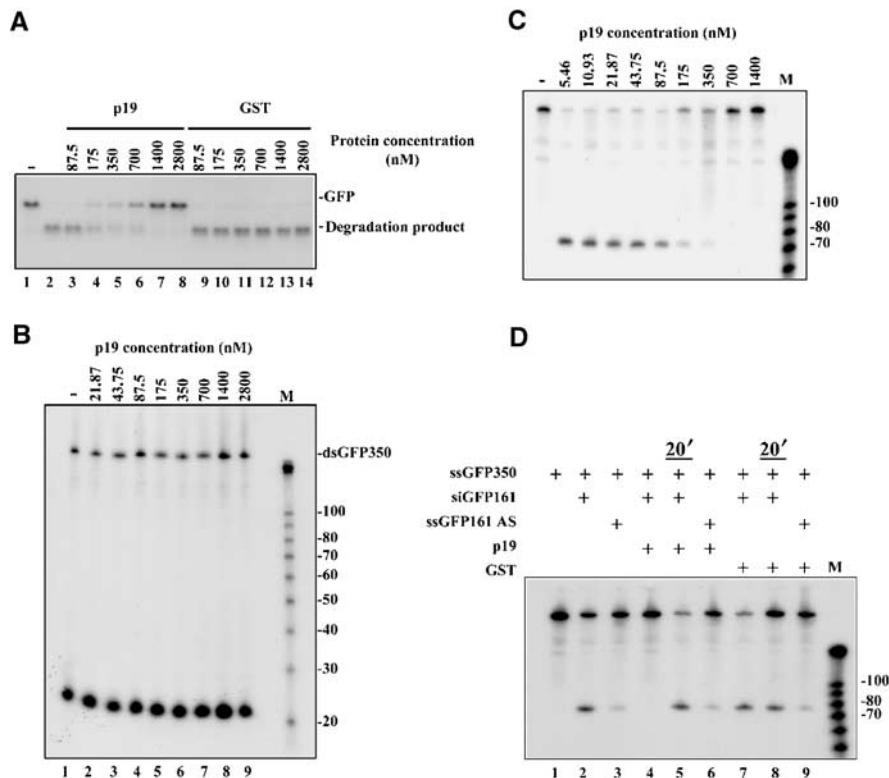 A
p19 GST
- 87.5 175 350 700 1400 2800 87.5 175 350 700 1400 2800
Protein concentration
(nM)
-GFP
-Degradation product
1 2 3 4 5 6 7 8 9 10 11 12 13 14
B
p19 concentration (nM)
- 21.87 43.75 87.5 175 350 700 1400 2800 M
-dsGFP350
-100
-80
-70
-60
-50
-40
-30
-20
1 2 3 4 5 6 7 8 9
C
p19 concentration (nM)
- 5.46 10.93 21.87 43.75 87.5 175 350 700 1400 M
-100
-80
-70
D
20′ 20′
ssGFP350 + + + + + + + + +
siGFP161 + + + + +
ssGFP161 AS + + +
p19 + + +
GST + + + M
-100
-80
-70
1 2 3 4 5 6 7 8 9